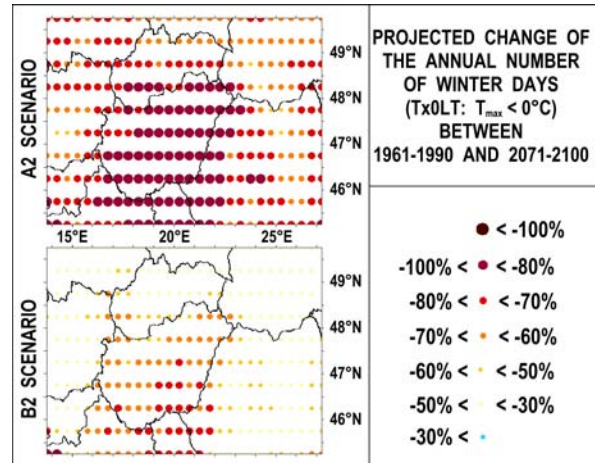 A2 SCENARIO
49°N
48°N
47°N
46°N
15°E 20°E 25°E
B2 SCENARIO
49°N
48°N
47°N
46°N
PROJECTED CHANGE OF
THE ANNUAL NUMBER
OF WINTER DAYS
(Tx0LT: Tmax < 0°C)
BETWEEN
1961-1990 AND 2071-2100
< -100%
-100% < < -80%
-80% < < -70%
-70% < < -60%
-60% < < -50%
-50% < < -30%
-30% <